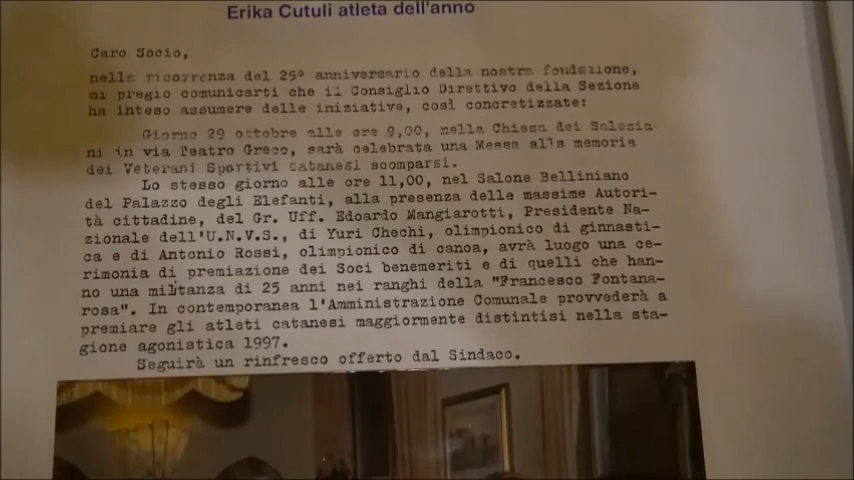 Erika Cutuli atleta dell'anno
Caro Socio,
nella ricorrenza del 25° anniversario della nostra fondazione,
mi pregio comunicarti che il Consiglio Direttivo della Sezione
ha inteso assumere delle iniziative, così concretizzate:
Giorno 29 ottobre alle ore 9,00, nella Chiesa dei Salesia-
ni in via Teatro Greco, sarà celebrata una Messa alla memoria
dei Veterani Sportivi catanesi scomparsi.
Lo stesso giorno alle ore 11,00, nel Salone Belliniano
del Palazzo degli Elefanti, alla presenza delle massime Autori-
tà cittadine, del Gr. Uff. Edoardo Mangiarotti, Presidente Na-
zionale dell'U.N.V.S., di Yuri Chechi, olimpionico di ginnasti-
ca e di Antonio Rossi, olimpionico di canoa, avrà luogo una ce-
rimonia di premiazione dei Soci benemeriti e di quelli che han-
no una militanza di 25 anni nei ranghi della "Francesco Fontana-
rosa". In contemporanea l'Amministrazione Comunale provvederà a
premiare gli atleti catanesi maggiormente distintisi nella sta-
gione agonistica 1997.
Seguirà un rinfresco offerto dal Sindaco.